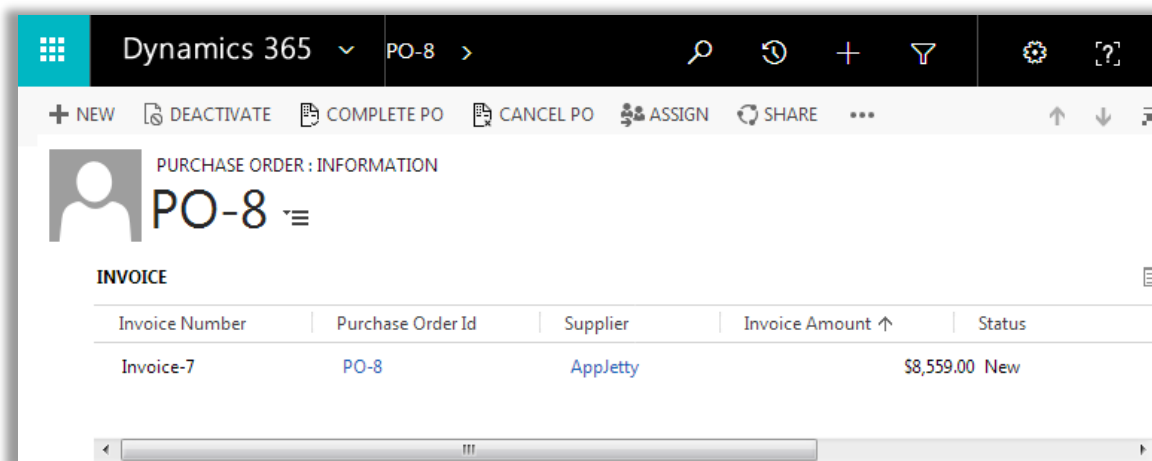 Dynamics 365 PO-8
NEW DEACTIVATE COMPLETE PO CANCEL PO ASSIGN SHARE
PURCHASE ORDER : INFORMATION
PO-8
INVOICE
Invoice Number Purchase Order Id Supplier Invoice Amount Status
Invoice-7 PO-8 AppJetty $8,559.00 New